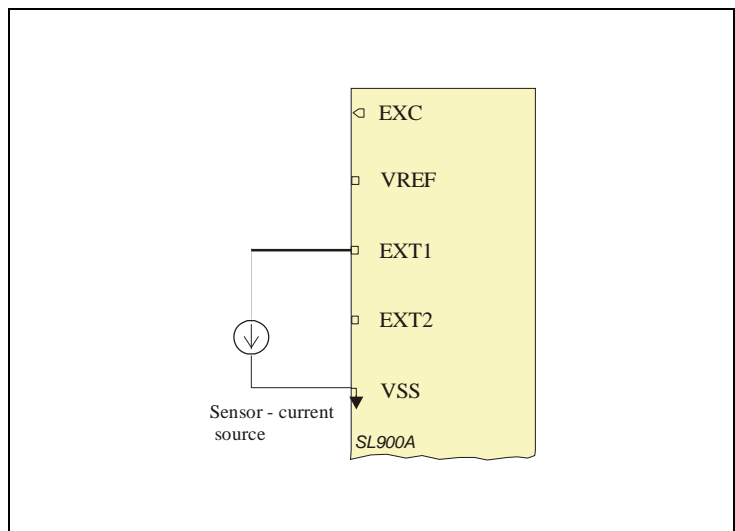 EXC
VREF
EXT1
EXT2
VSS
Sensor - current
source
SL900A